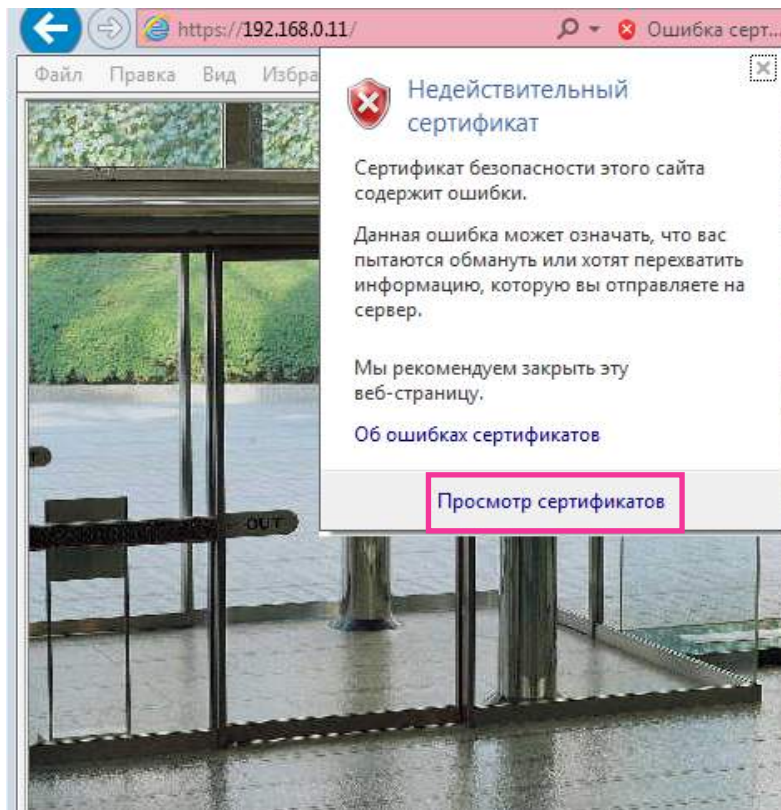 https://192.168.0.11/
Ошибка серт...
Файл Правка Вид Избра
Недействительный
сертификат
Сертификат безопасности этого сайта
содержит ошибки.
Данная ошибка может означать, что вас
пытаются обмануть или хотят перехватить
информацию, которую вы отправляете на
сервер.
Мы рекомендуем закрыть эту
веб-страницу.
Об ошибках сертификатов
Просмотр сертификатов
OUT